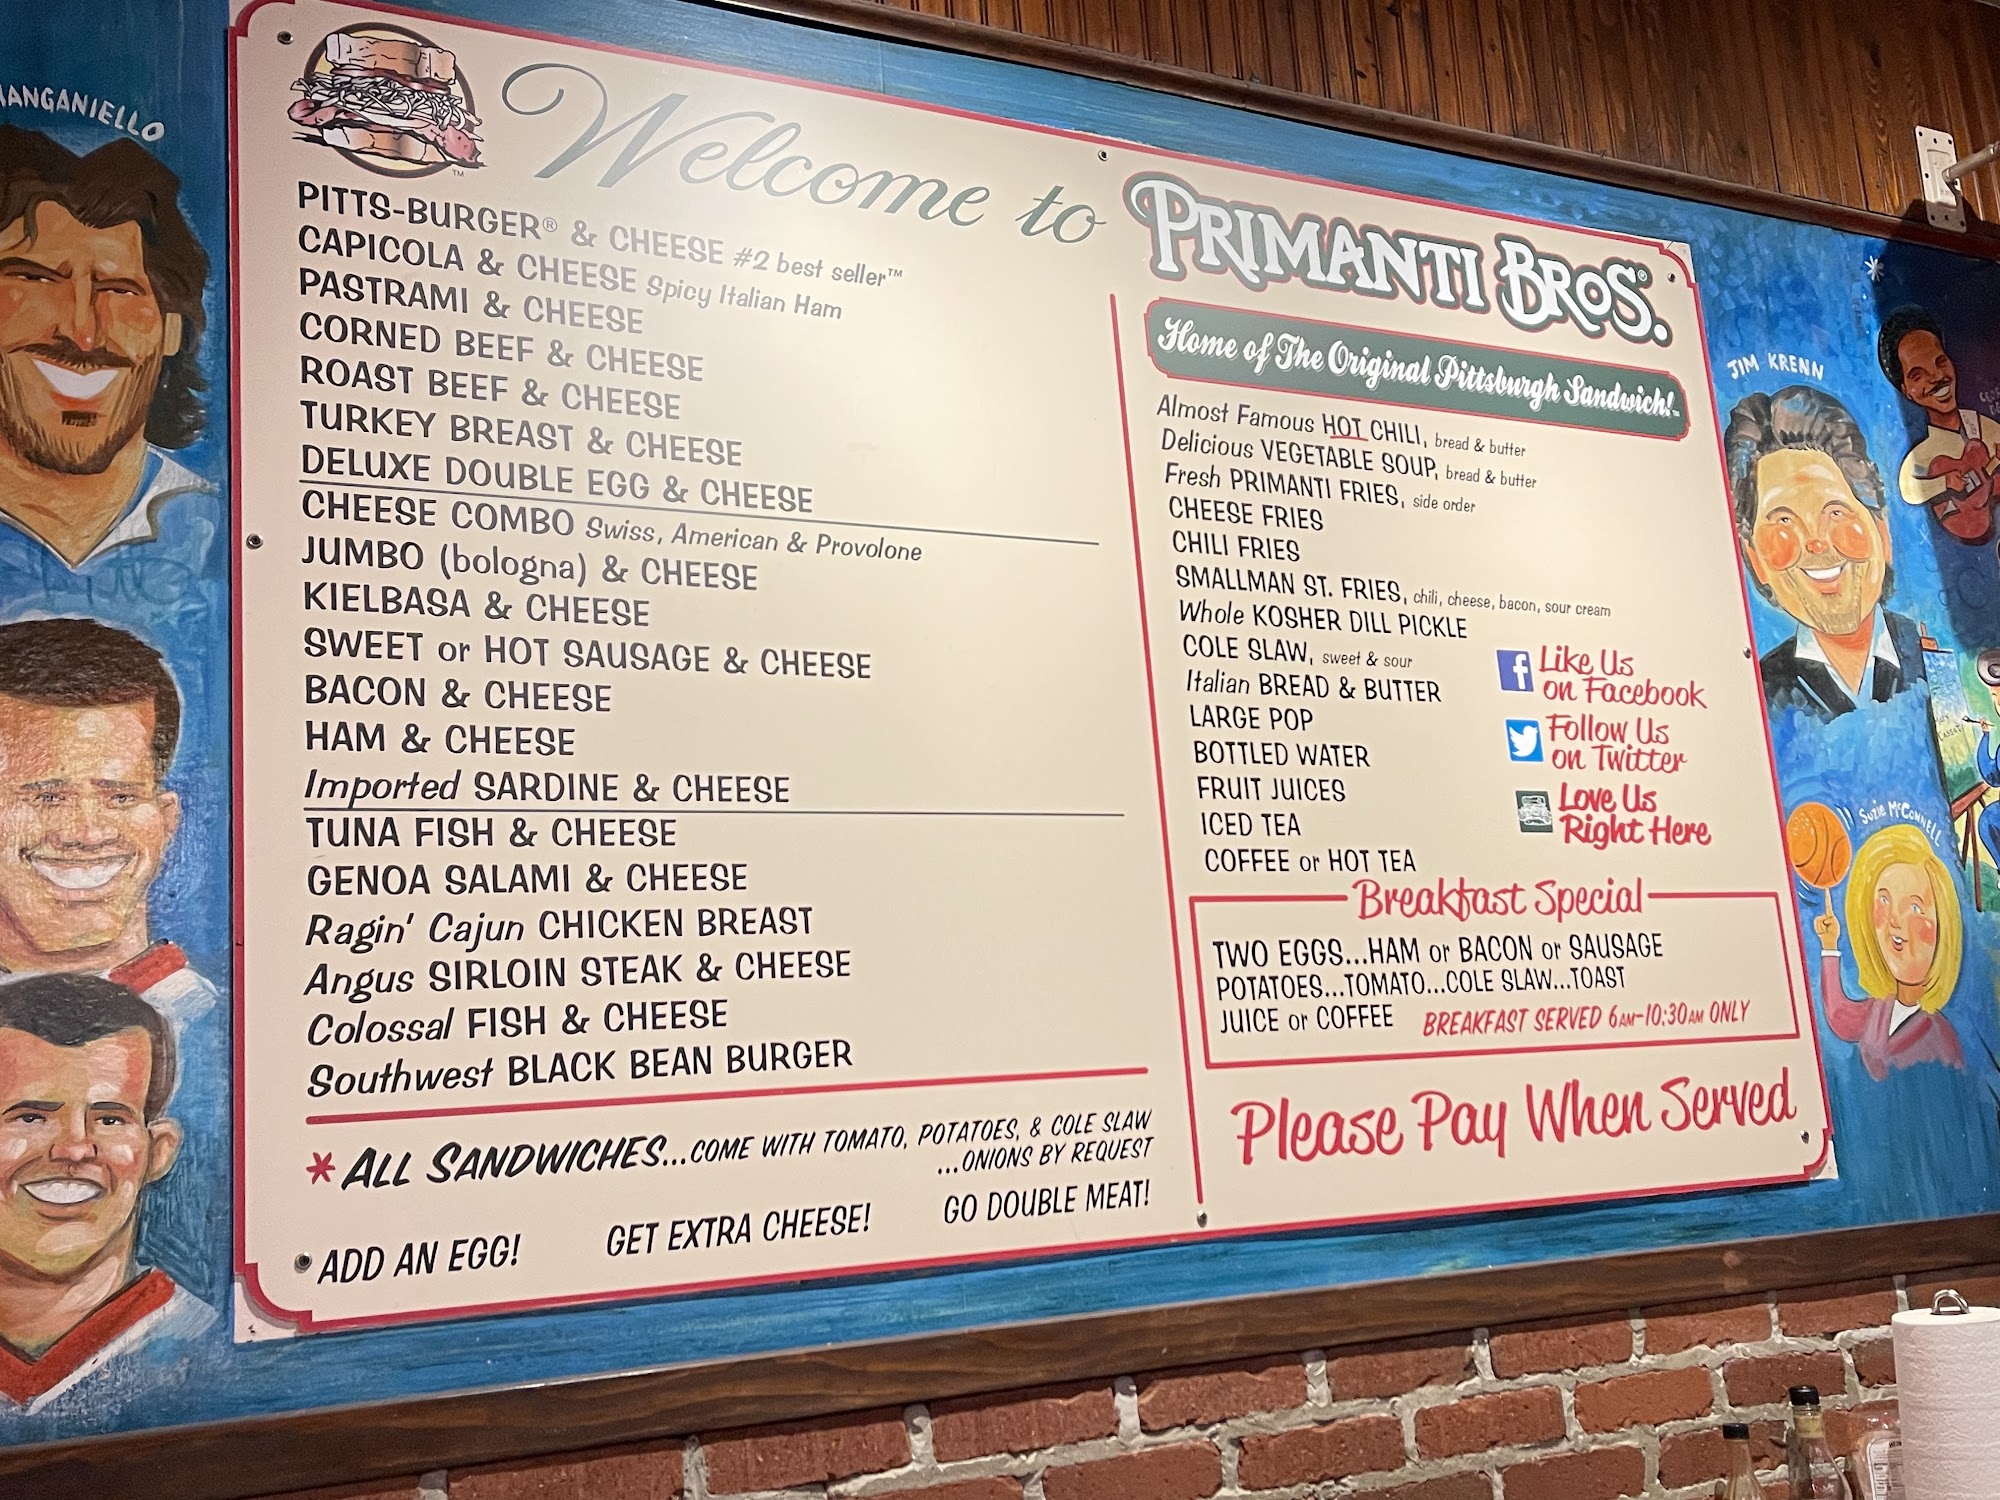 MANGANIELLO
TM
Welcome to
PRIMANTI BROS.®
Home of The Original Pittsburgh Sandwich!
PITTS-BURGER® & CHEESE #2 best seller™
CAPICOLA & CHEESE Spicy Italian Ham
PASTRAMI & CHEESE
CORNED BEEF & CHEESE
ROAST BEEF & CHEESE
TURKEY BREAST & CHEESE
DELUXE DOUBLE EGG & CHEESE
CHEESE COMBO Swiss, American & Provolone
JUMBO (bologna) & CHEESE
KIELBASA & CHEESE
SWEET or HOT SAUSAGE & CHEESE
BACON & CHEESE
HAM & CHEESE
Imported SARDINE & CHEESE
TUNA FISH & CHEESE
GENOA SALAMI & CHEESE
Ragin' Cajun CHICKEN BREAST
Angus SIRLOIN STEAK & CHEESE
Colossal FISH & CHEESE
Southwest BLACK BEAN BURGER
*ALL SANDWICHES...COME WITH TOMATO, POTATOES, & COLE SLAW
...ONIONS BY REQUEST
ADD AN EGG! GET EXTRA CHEESE! GO DOUBLE MEAT!
Almost Famous HOT CHILI, bread & butter
Delicious VEGETABLE SOUP, bread & butter
Fresh PRIMANTI FRIES, side order
CHEESE FRIES
CHILI FRIES
SMALLMAN ST. FRIES, chili, cheese, bacon, sour cream
Whole KOSHER DILL PICKLE
COLE SLAW, sweet & sour
Italian BREAD & BUTTER
LARGE POP
BOTTLED WATER
FRUIT JUICES
ICED TEA
COFFEE or HOT TEA
f Like Us
on Facebook
Follow Us
on Twitter
Love Us
Right Here
Breakfast Special
TWO EGGS...HAM or BACON or SAUSAGE
POTATOES...TOMATO...COLE SLAW...TOAST
JUICE or COFFEE BREAKFAST SERVED 6AM-10:30AM ONLY
Please Pay When Served
JIM KRENN
Suzie McConnell